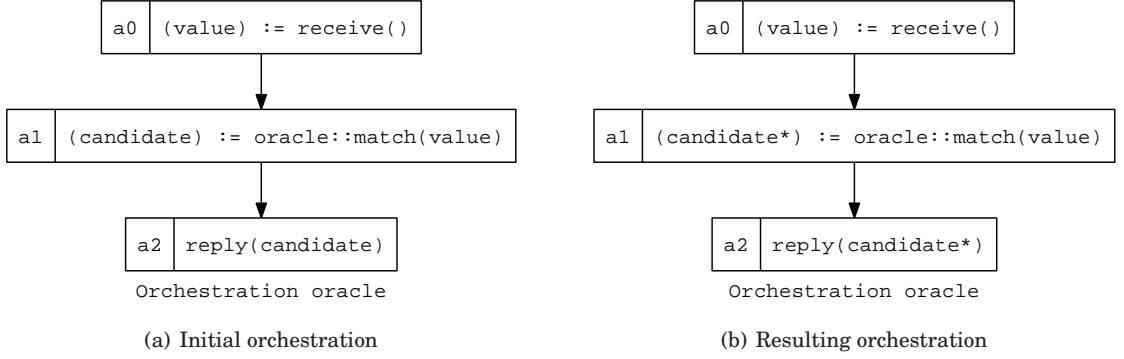 a0 (value) := receive()
a1 (candidate) := oracle::match(value)
a2 reply(candidate)
Orchestration oracle
(a) Initial orchestration
a0 (value) := receive()
a1 (candidate*) := oracle::match(value)
a2 reply(candidate*)
Orchestration oracle
(b) Resulting orchestration